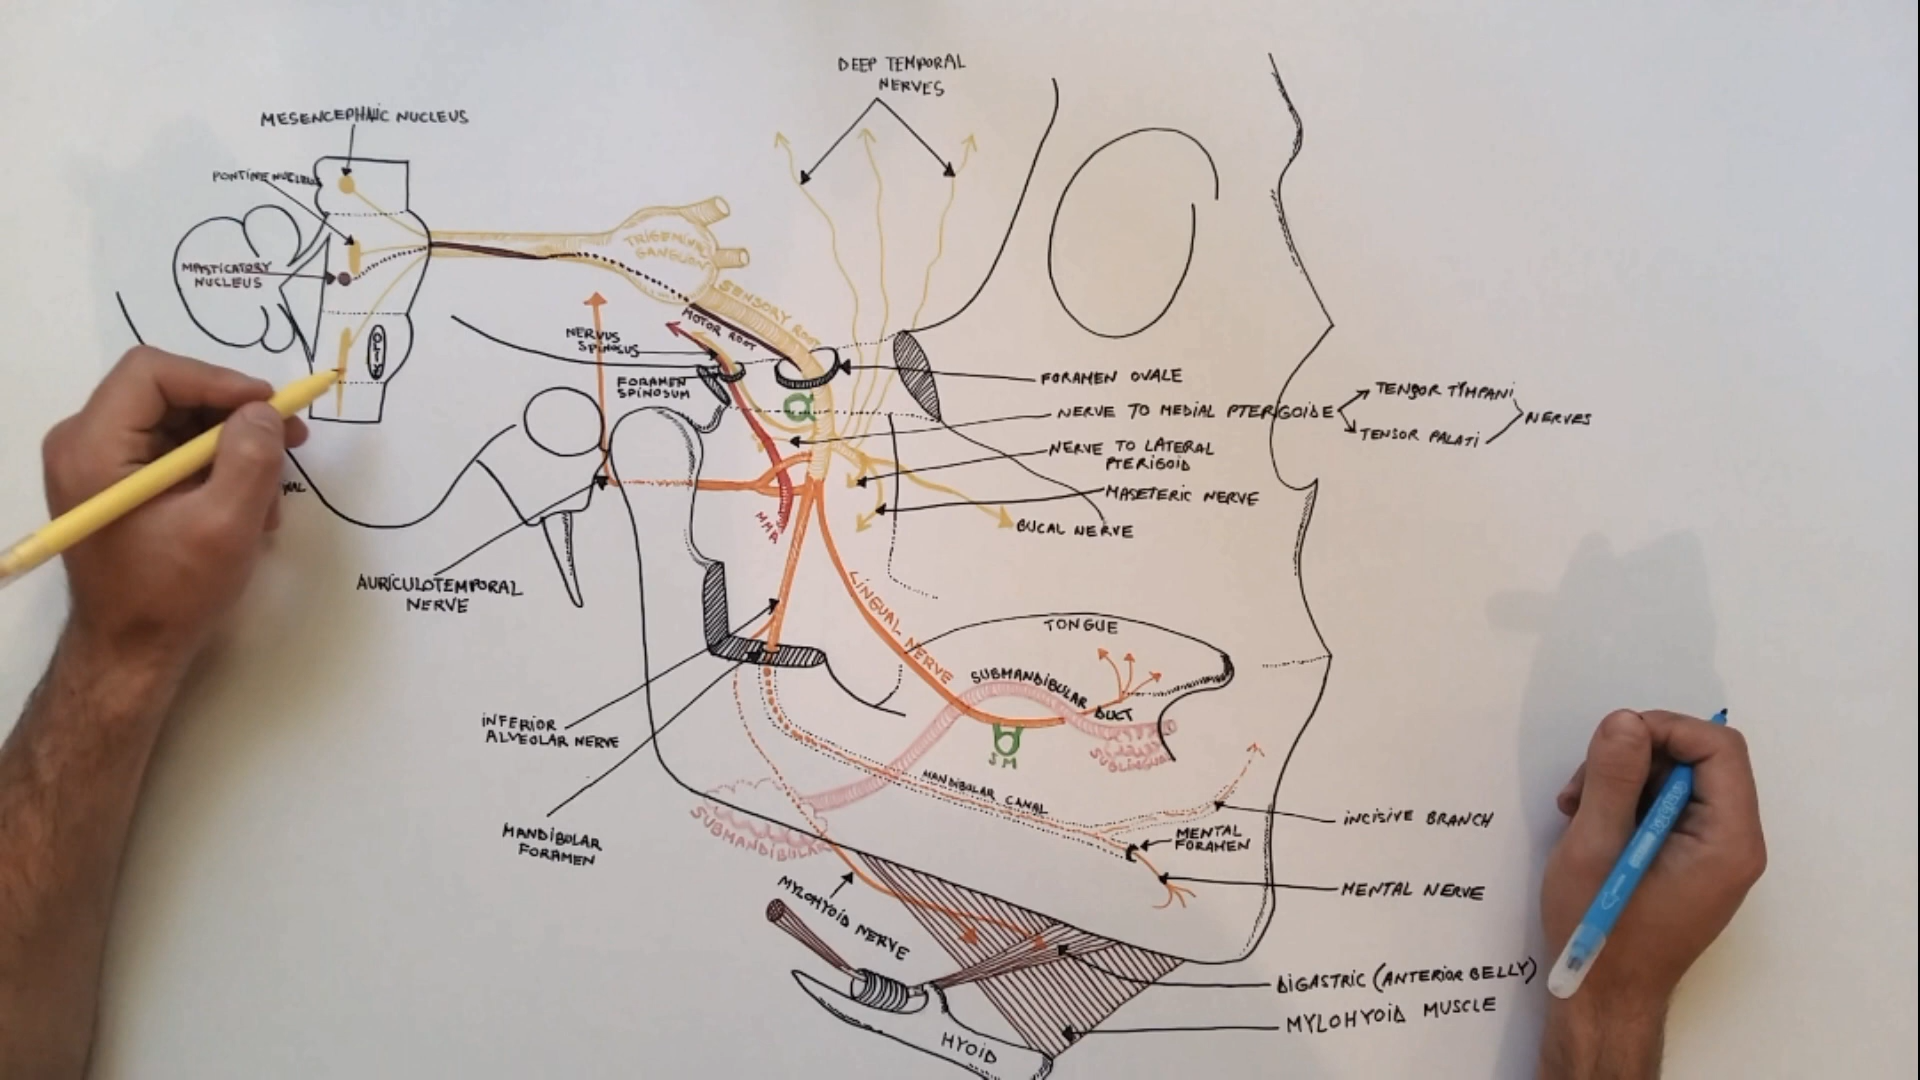 DEEP TEMPORAL
NERVES
MESENCEPHALIC NUCLEUS
PONTINE NUCLEUS
MASTICATORY
NUCLEUS
TRIGEMINAL
GANGLION
SENSORY ROOT
MOTOR ROOT
NERVUS
SPINOSUS
FORAMEN
SPINOSUM
FORAMEN OVALE
NERVE TO MEDIAL PTERIGOIDE
TENSOR TYMPANI
TENSOR PALATI
NERVES
NERVE TO LATERAL
PTERIGOID
MASETERIC NERVE
BUCAL NERVE
MMA
AURICULOTEMPORAL
NERVE
LINGUAL NERVE
TONGUE
SUBMANDIBULAR DUCT
SM
SUBLINGUAL
INFERIOR
ALVEOLAR NERVE
MANDIBULAR CANAL
SUBMANDIBULAR
MANDIBULAR
FORAMEN
INCISIVE BRANCH
MENTAL
FORAMEN
MENTAL NERVE
MYLOHYOID NERVE
DIGASTRIC (ANTERIOR BELLY)
MYLOHYOID MUSCLE
HYOID